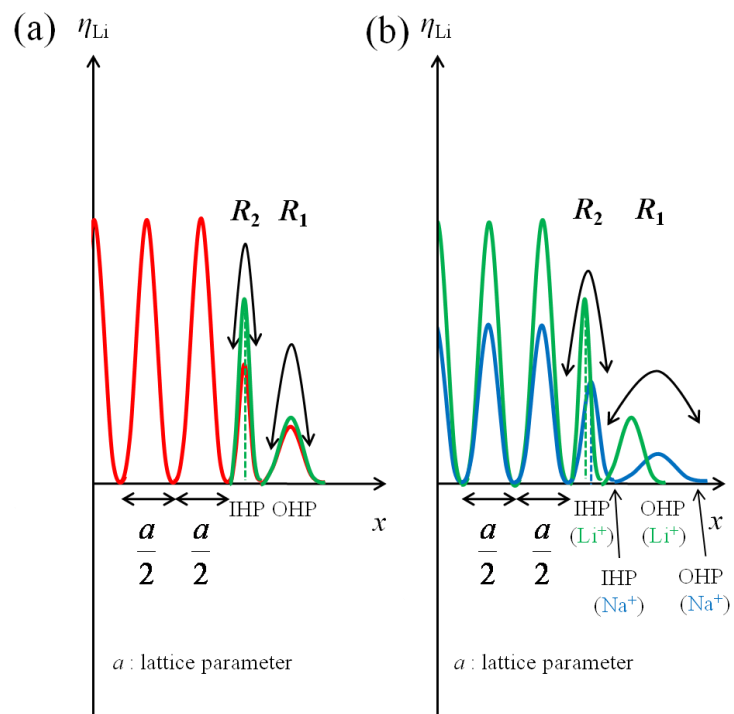 (a)
ηLi
R2 R1
IHP OHP
x
a
2
a
2
a : lattice parameter
(b)
ηLi
R2 R1
IHP
(Li+)
OHP
(Li+)
x
a
2
a
2
IHP
(Na+)
OHP
(Na+)
a : lattice parameter